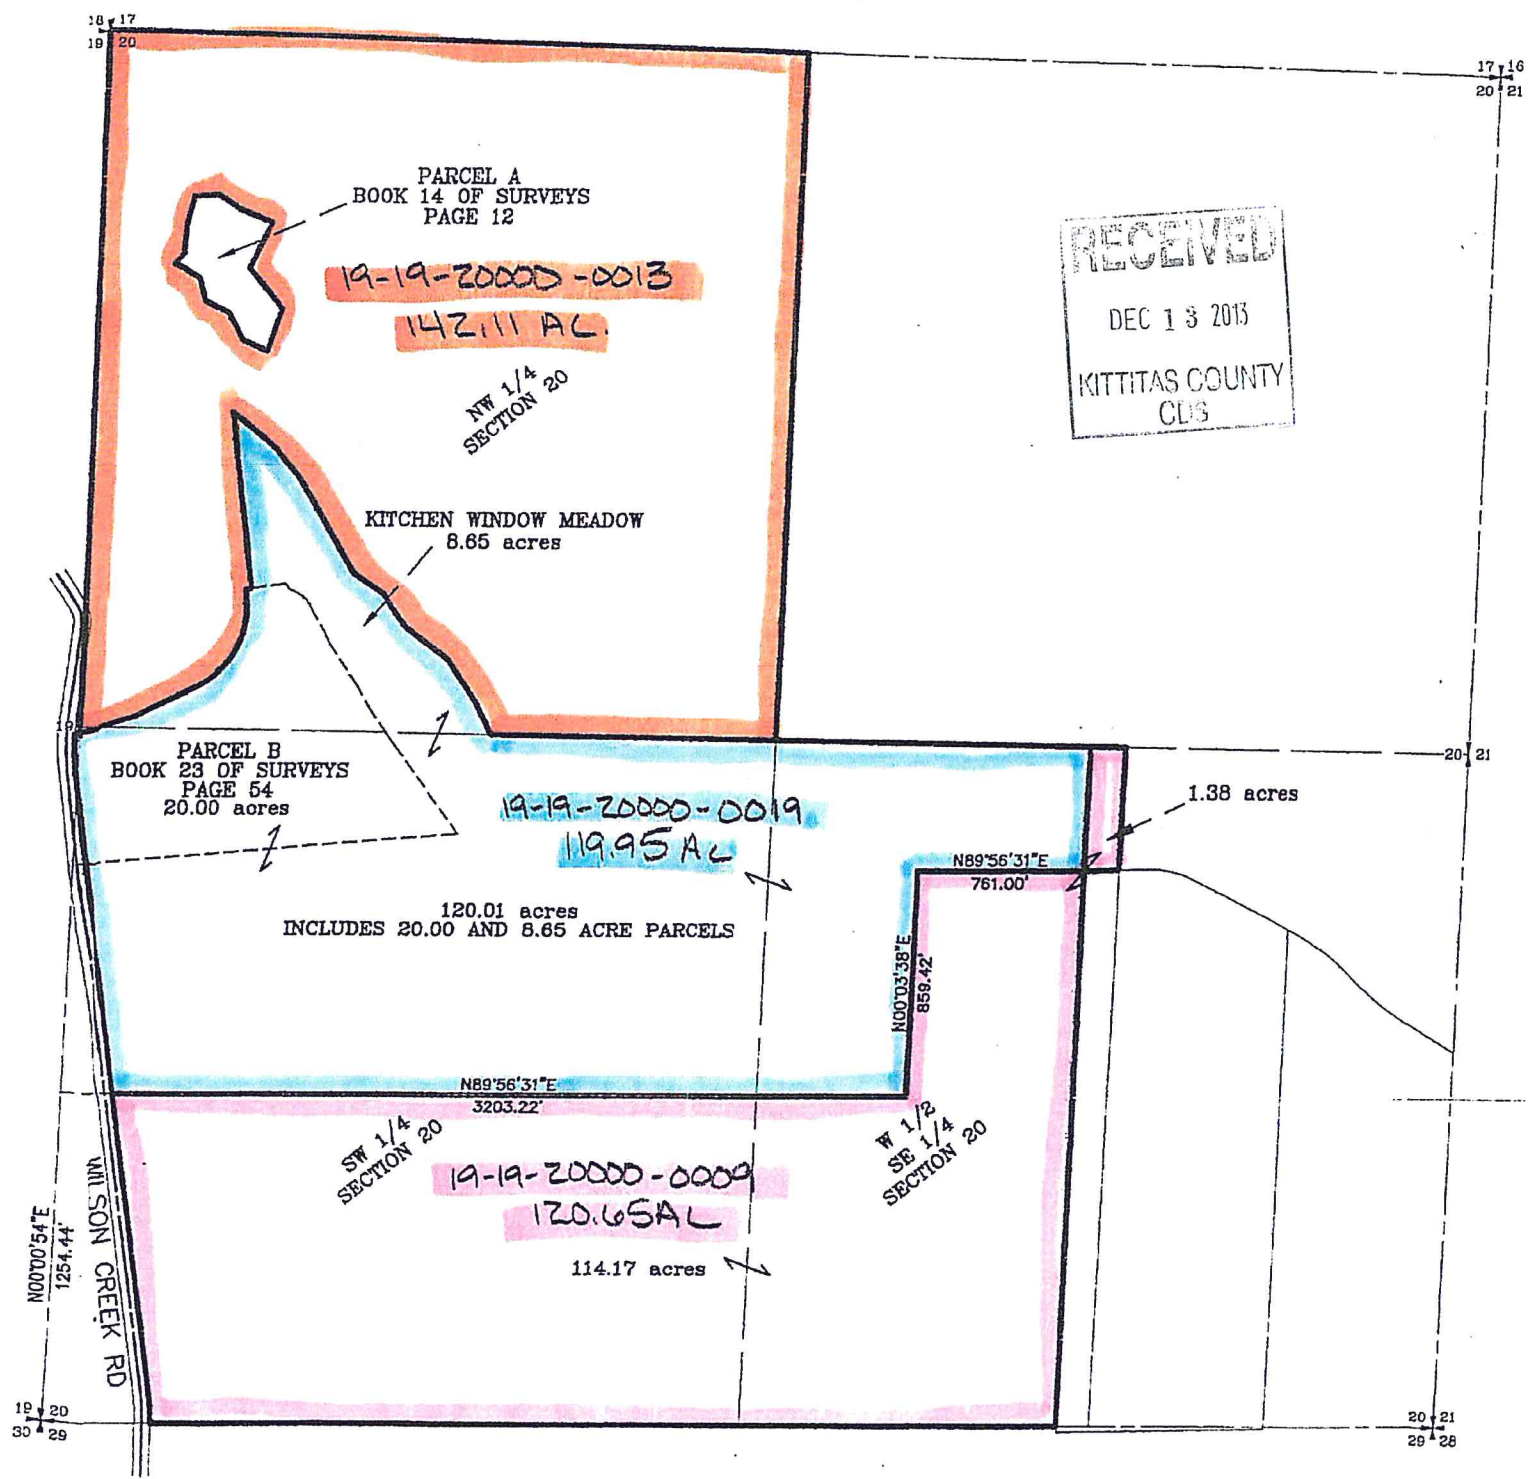 18 17
19 20
17 16
20 21
PARCEL A
BOOK 14 OF SURVEYS
PAGE 12
19-19-20000-0013
142.11 AC.
NW 1/4
SECTION 20
RECEIVED
DEC 13 2013
KITTITAS COUNTY
CDS
KITCHEN WINDOW MEADOW
8.65 acres
19
PARCEL B
BOOK 23 OF SURVEYS
PAGE 54
20.00 acres
20 21
19-19-20000-0019
119.95 AC
1.38 acres
N89°56'31"E
761.00'
120.01 acres
INCLUDES 20.00 AND 8.65 ACRE PARCELS
N00°03'38"E
859.42'
N89°56'31"E
3203.22'
SW 1/4
SECTION 20
W 1/2
SE 1/4
SECTION 20
19-19-20000-0009
120.65AC
114.17 acres
N00°00'54"E
1254.44'
WILSON CREEK RD
19 20
30 29
20 21
29 28